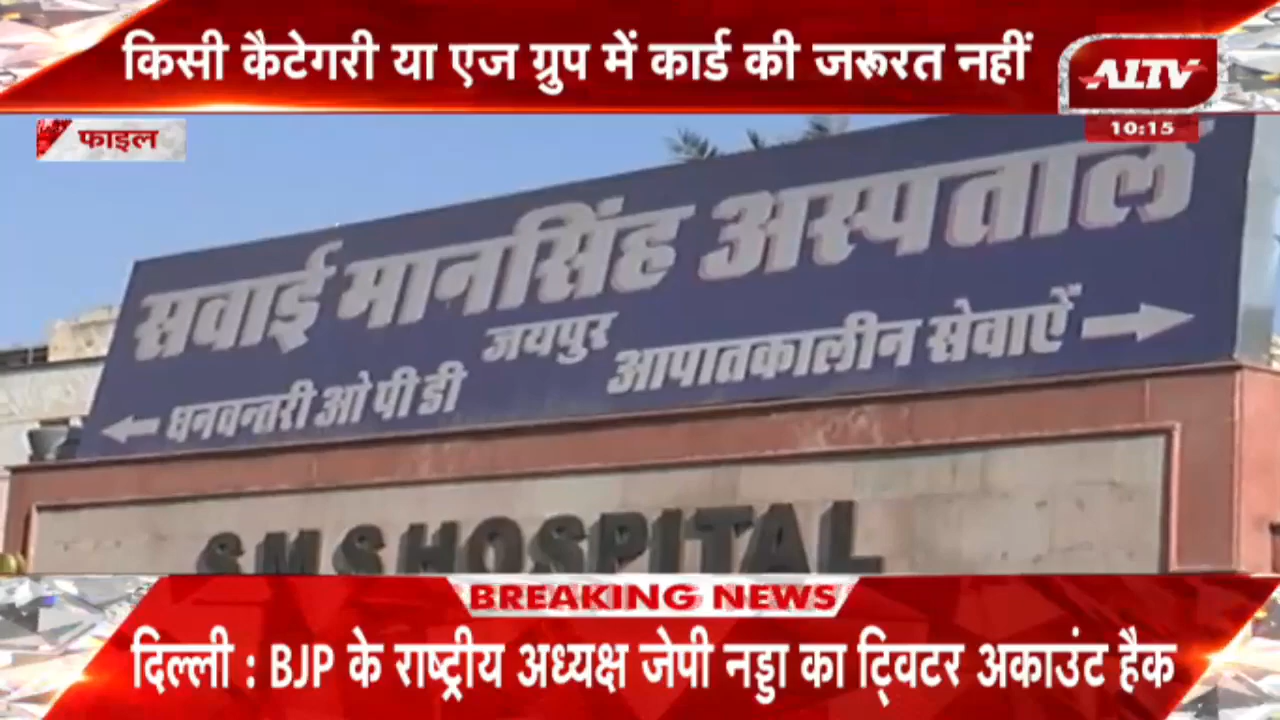 किसी कैटेगरी या एज ग्रुप में कार्ड की जरूरत नहीं
ALTV
10:15
फाइल
सवाई मानसिंह अस्पताल
जयपुर
धनवन्तरी ओ पी डी
आपातकालीन सेवाऐं
SMS HOSPITAL
BREAKING NEWS
दिल्ली : BJP के राष्ट्रीय अध्यक्ष जेपी नड्डा का ट्विटर अकाउंट हैक